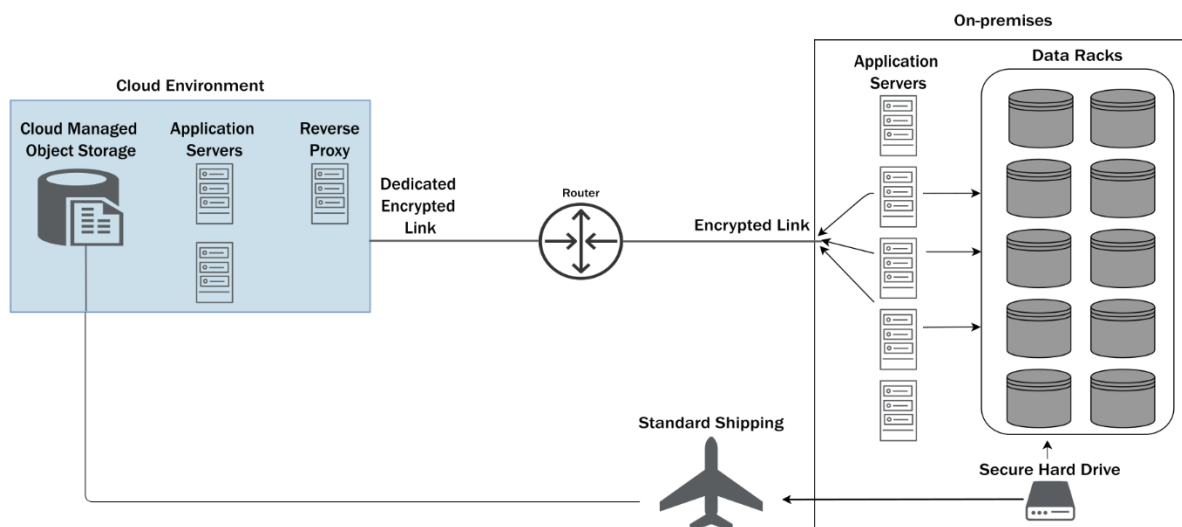 On-premises
Cloud Environment
Cloud Managed
Object Storage
Application
Servers
Reverse
Proxy
Dedicated
Encrypted
Link
Router
Encrypted Link
Application
Servers
Data Racks
Standard Shipping
Secure Hard Drive